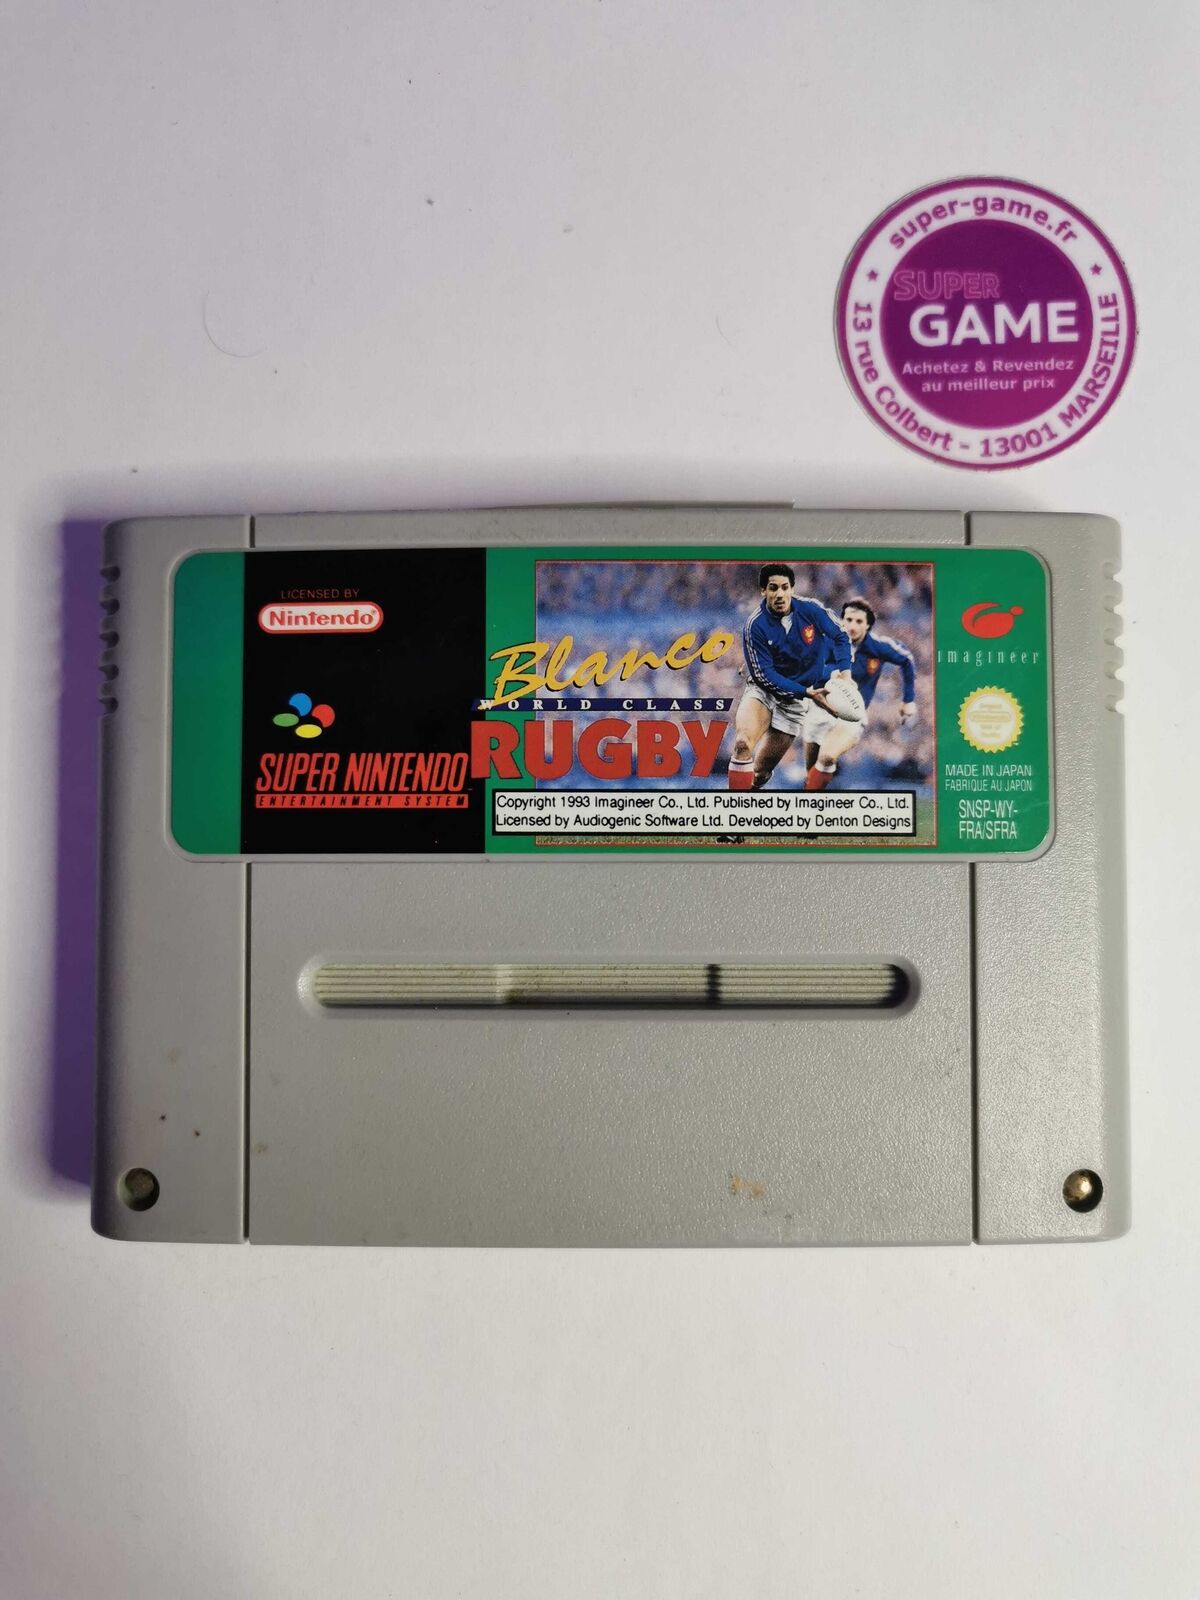 super-game.fr
SUPER
GAME
Achetez & Revendez
au meilleur prix
13 rue Colbert - 13001 MARSEILLE
LICENSED BY
Nintendo
SUPER NINTENDO
ENTERTAINMENT SYSTEM
Blanco
WORLD CLASS
RUGBY
Copyright 1993 Imagineer Co., Ltd. Published by Imagineer Co., Ltd.
Licensed by Audiogenic Software Ltd. Developed by Denton Designs
imagineer
MADE IN JAPAN
FABRIQUE AU JAPON
SNSP-WY-
FRA/SFRA